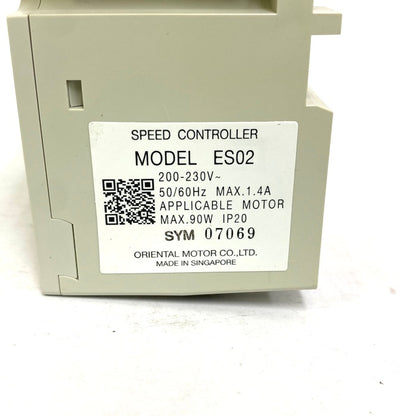 SPEED CONTROLLER
MODEL ES02
200-230V~
50/60Hz MAX.1.4A
APPLICABLE MOTOR
MAX.90W IP20
SYM 07069
ORIENTAL MOTOR CO.,LTD.
MADE IN SINGAPORE